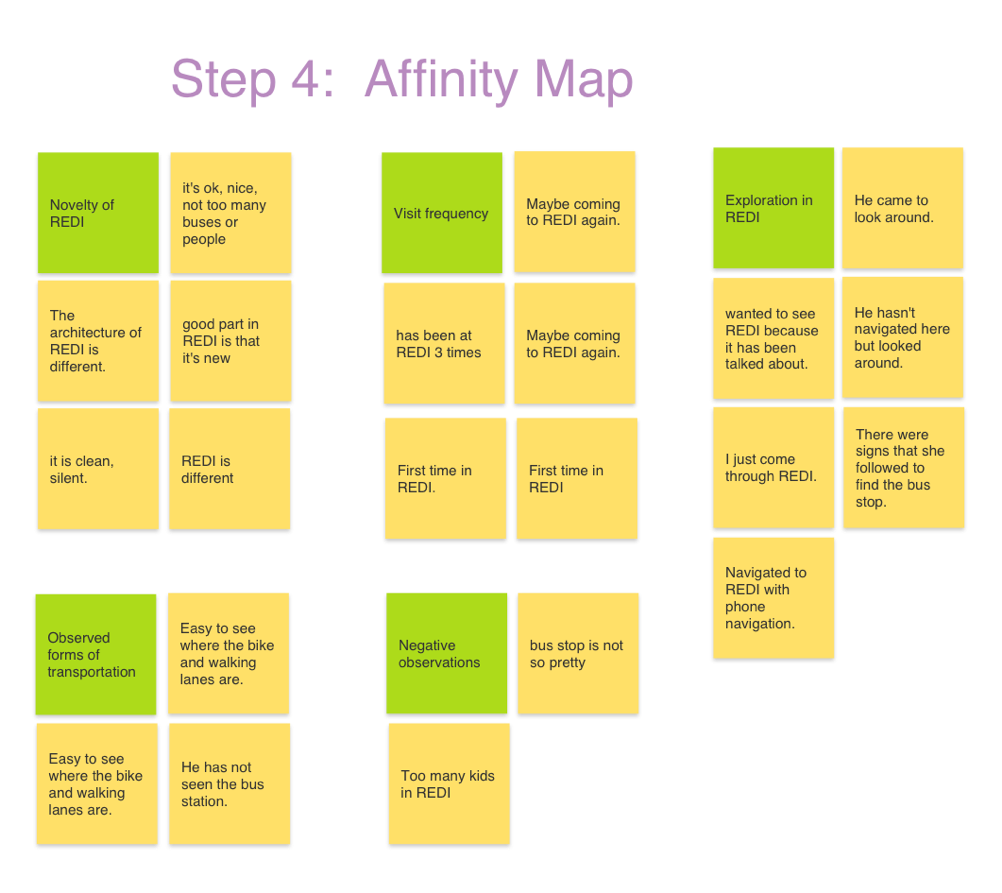 Step 4:  Affinity Map
Novelty of
REDI
it's ok, nice,
not too many
buses or
people
The
architecture of
REDI is
different.
good part in
REDI is that
it's new
it is clean,
silent.
REDI is
different
Visit frequency
Maybe coming
to REDI again.
has been at
REDI 3 times
Maybe coming
to REDI again.
First time in
REDI.
First time in
REDI
Exploration in
REDI
He came to
look around.
wanted to see
REDI because
it has been
talked about.
He hasn't
navigated here
but looked
around.
I just come
through REDI.
There were
signs that she
followed to
find the bus
stop.
Navigated to
REDI with
phone
navigation.
Observed
forms of
transportation
Easy to see
where the bike
and walking
lanes are.
Easy to see
where the bike
and walking
lanes are.
He has not
seen the bus
station.
Negative
observations
bus stop is not
so pretty
Too many kids
in REDI